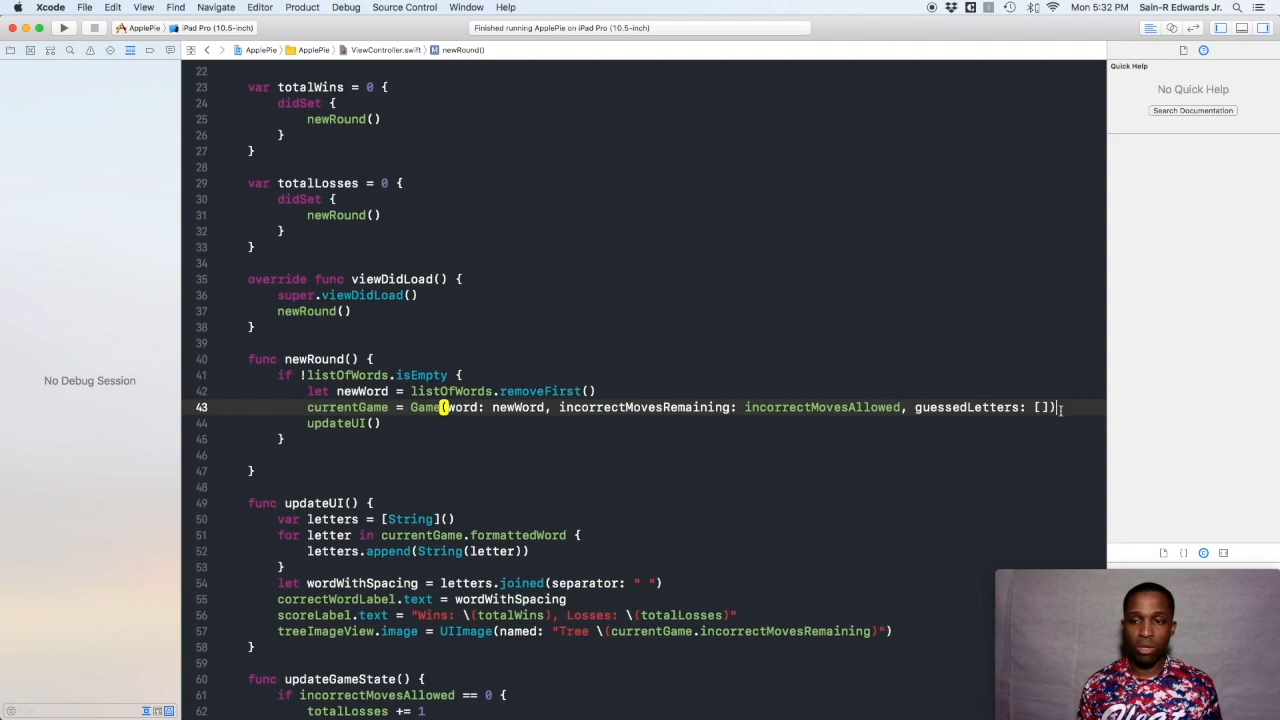 Xcode File Edit View Find Navigate Editor Product Debug Source Control Window Help Mon 5:32 PM Sain-R Edwards Jr.
ApplePie iPad Pro (10.5-inch) Finished running ApplePie on iPad Pro (10.5-inch)
ApplePie ApplePie ViewController.swift newRound()
Quick Help
No Quick Help
Search Documentation
No Debug Session
22
23 var totalWins = 0 {
24 didSet {
25 newRound()
26 }
27 }
28
29 var totalLosses = 0 {
30 didSet {
31 newRound()
32 }
33 }
34
35 override func viewDidLoad() {
36 super.viewDidLoad()
37 newRound()
38 }
39
40 func newRound() {
41 if !listOfWords.isEmpty {
42 let newWord = listOfWords.removeFirst()
43 currentGame = Game(word: newWord, incorrectMovesRemaining: incorrectMovesAllowed, guessedLetters: [])
44 updateUI()
45 }
46
47 }
48
49 func updateUI() {
50 var letters = [String]()
51 for letter in currentGame.formattedWord {
52 letters.append(String(letter))
53 }
54 let wordWithSpacing = letters.joined(separator: " ")
55 correctWordLabel.text = wordWithSpacing
56 scoreLabel.text = "Wins: \(totalWins), Losses: \(totalLosses)"
57 treeImageView.image = UIImage(named: "Tree \(currentGame.incorrectMovesRemaining)")
58 }
59
60 func updateGameState() {
61 if incorrectMovesAllowed == 0 {
62 totalLosses += 1